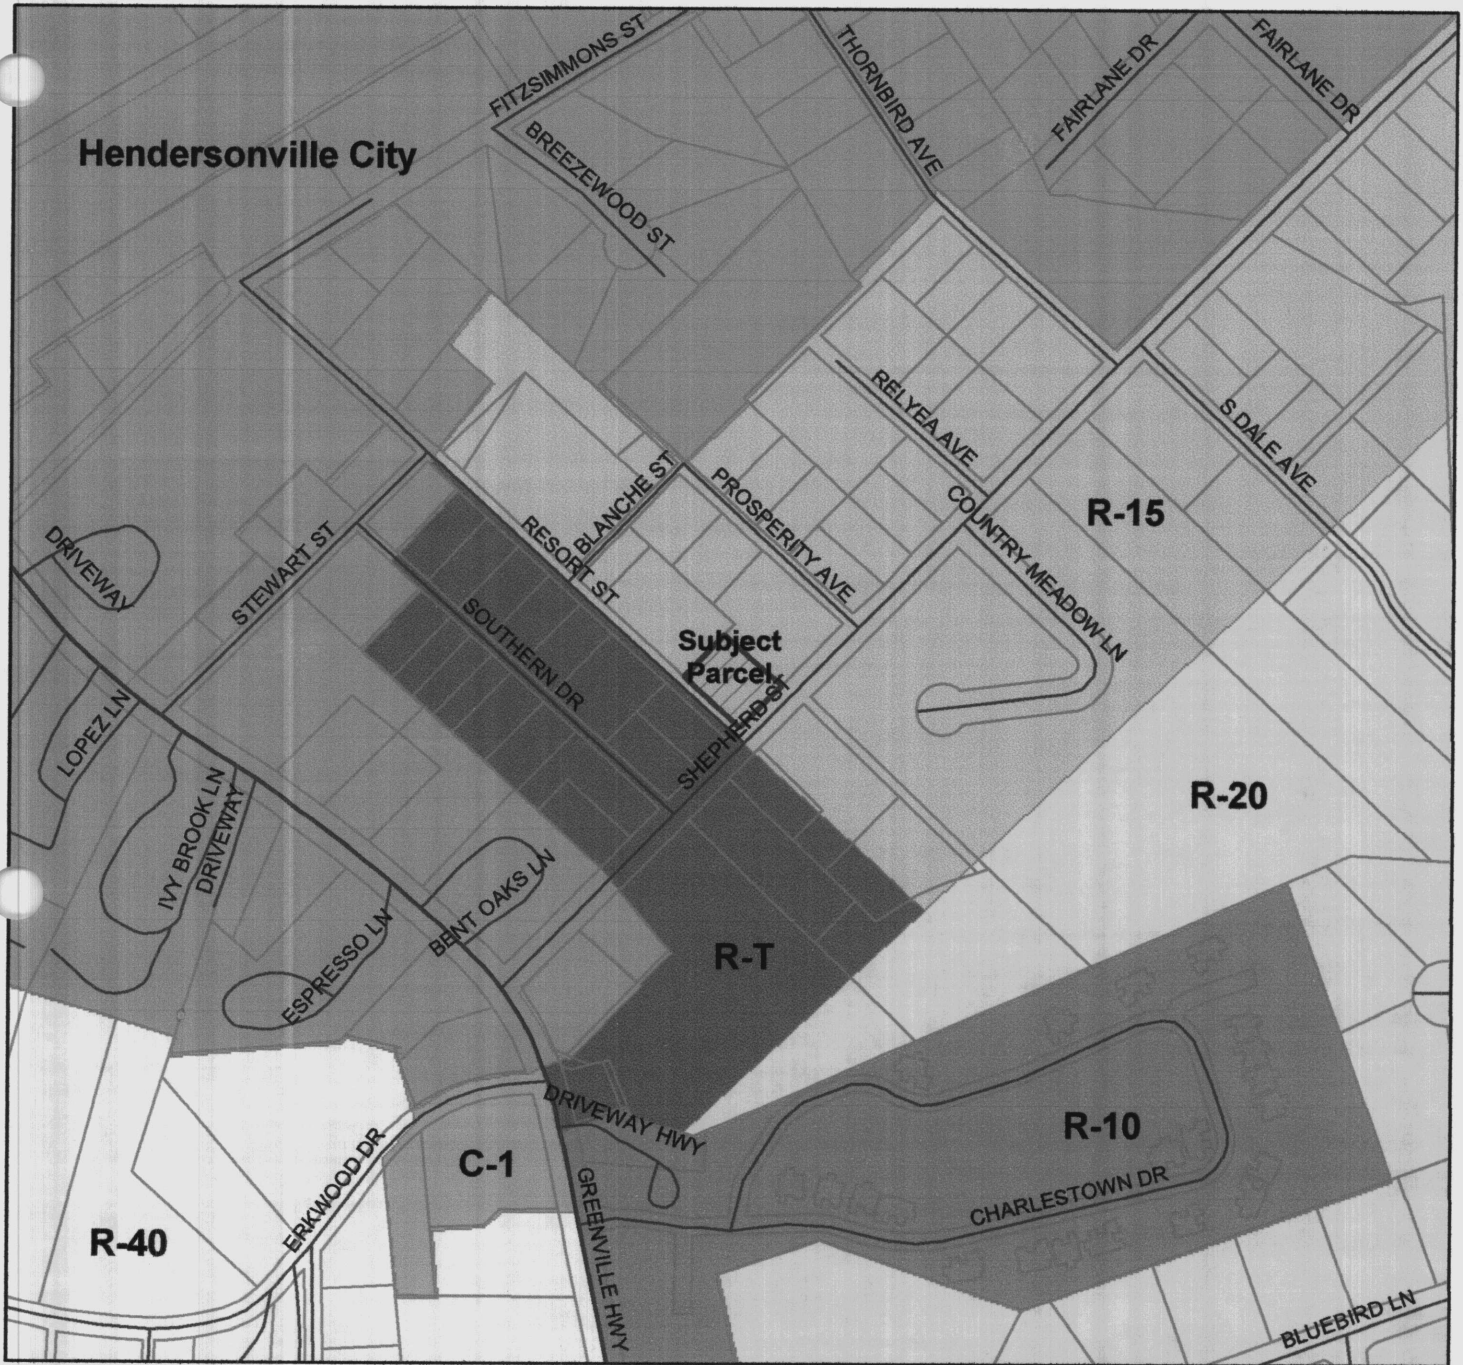 FITZSIMMONS ST
THORNBIRD AVE
FAIRLANE DR
FAIRLANE DR
Hendersonville City
BREEZEWOOD ST
RELYEA AVE
S DALE AVE
BLANCHE ST
PROSPERITY AVE
COUNTRY MEADOW LN
R-15
RESORT ST
DRIVEWAY
STEWART ST
SOUTHERN DR
Subject
Parcel
SHEPHERD ST
LOPEZ LN
IVY BROOK LN
DRIVEWAY
R-20
BENT OAKS LN
ESPRESSO LN
R-T
DRIVEWAY HWY
R-10
C-1
ERKWOOD DR
GREENVILLE HWY
CHARLESTOWN DR
R-40
BLUEBIRD LN